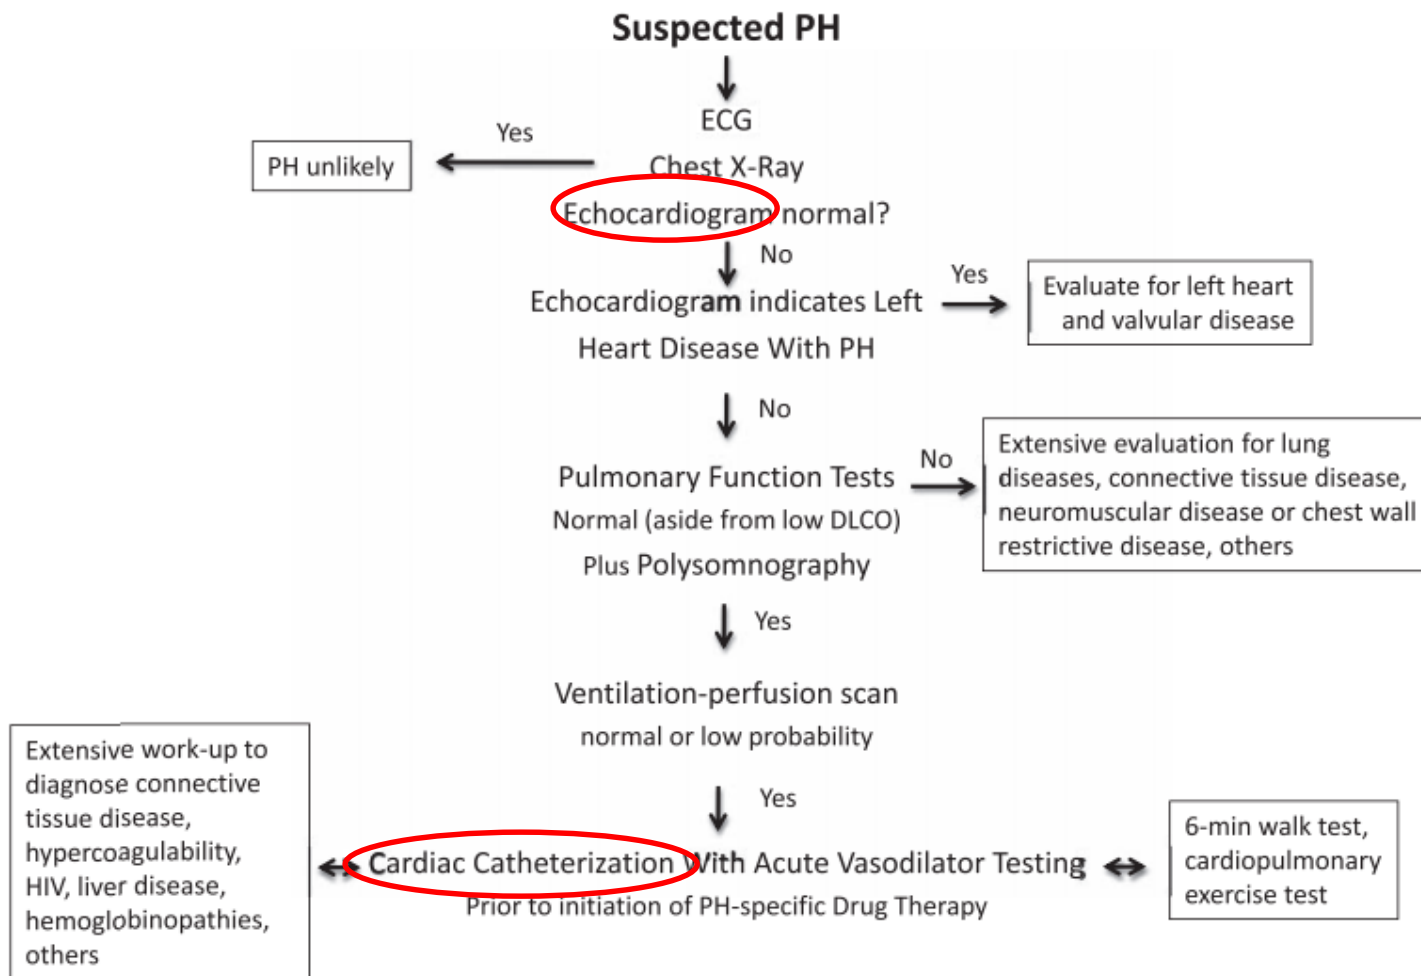 Suspected PH
ECG
Yes
PH unlikely
Chest X-Ray
Echocardiogram normal?
No
Echocardiogram indicates Left
Heart Disease With PH
Yes
Evaluate for left heart
and valvular disease
No
Pulmonary Function Tests
Normal (aside from low DLCO)
Plus Polysomnography
No
Extensive evaluation for lung
diseases, connective tissue disease,
neuromuscular disease or chest wall
restrictive disease, others
Yes
Ventilation-perfusion scan
normal or low probability
Yes
Extensive work-up to
diagnose connective
tissue disease,
hypercoagulability,
HIV, liver disease,
hemoglobinopathies,
others
Cardiac Catheterization With Acute Vasodilator Testing
Prior to initiation of PH-specific Drug Therapy
6-min walk test,
cardiopulmonary
exercise test